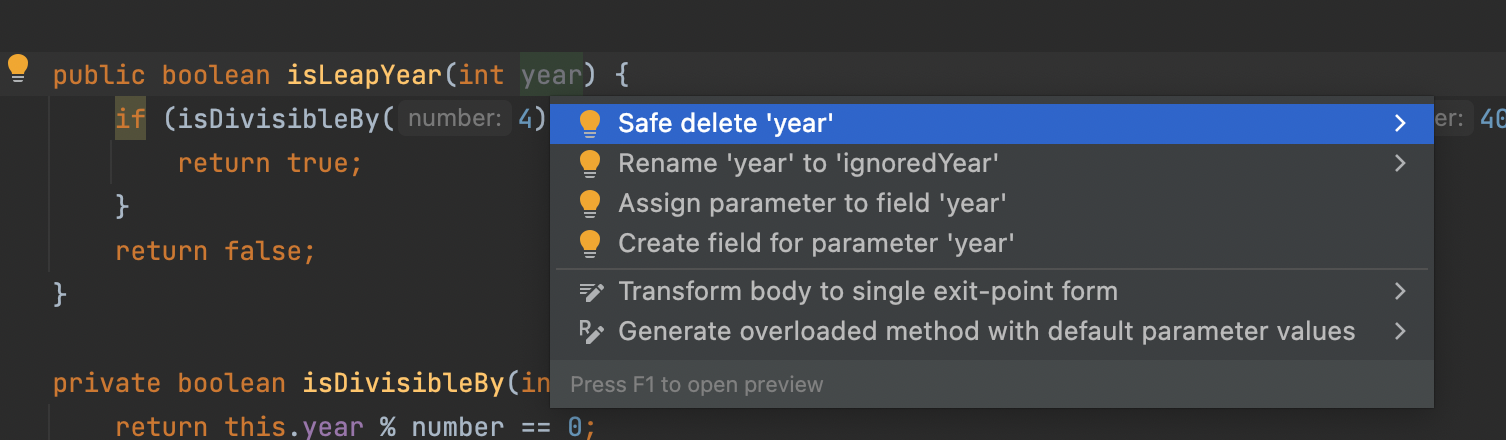 public boolean isLeapYear(int year) {
if (isDivisibleBy( number: 4) er: 40
return true;
}
return false;
}
private boolean isDivisibleBy(in
return this.year % number == 0;
Safe delete 'year'
Rename 'year' to 'ignoredYear'
Assign parameter to field 'year'
Create field for parameter 'year'
Transform body to single exit-point form
Generate overloaded method with default parameter values
Press F1 to open preview